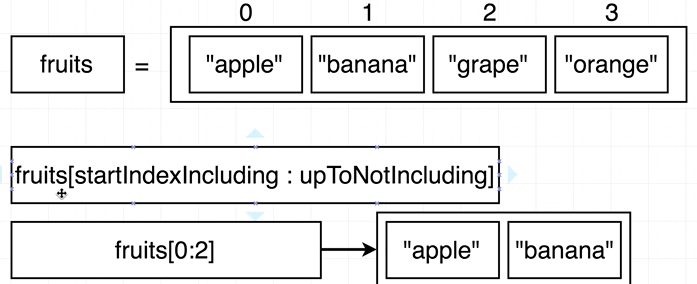 0 1 2 3
fruits = "apple" "banana" "grape" "orange"
fruits[startIndexIncluding : upToNotIncluding]
fruits[0:2] "apple" "banana"